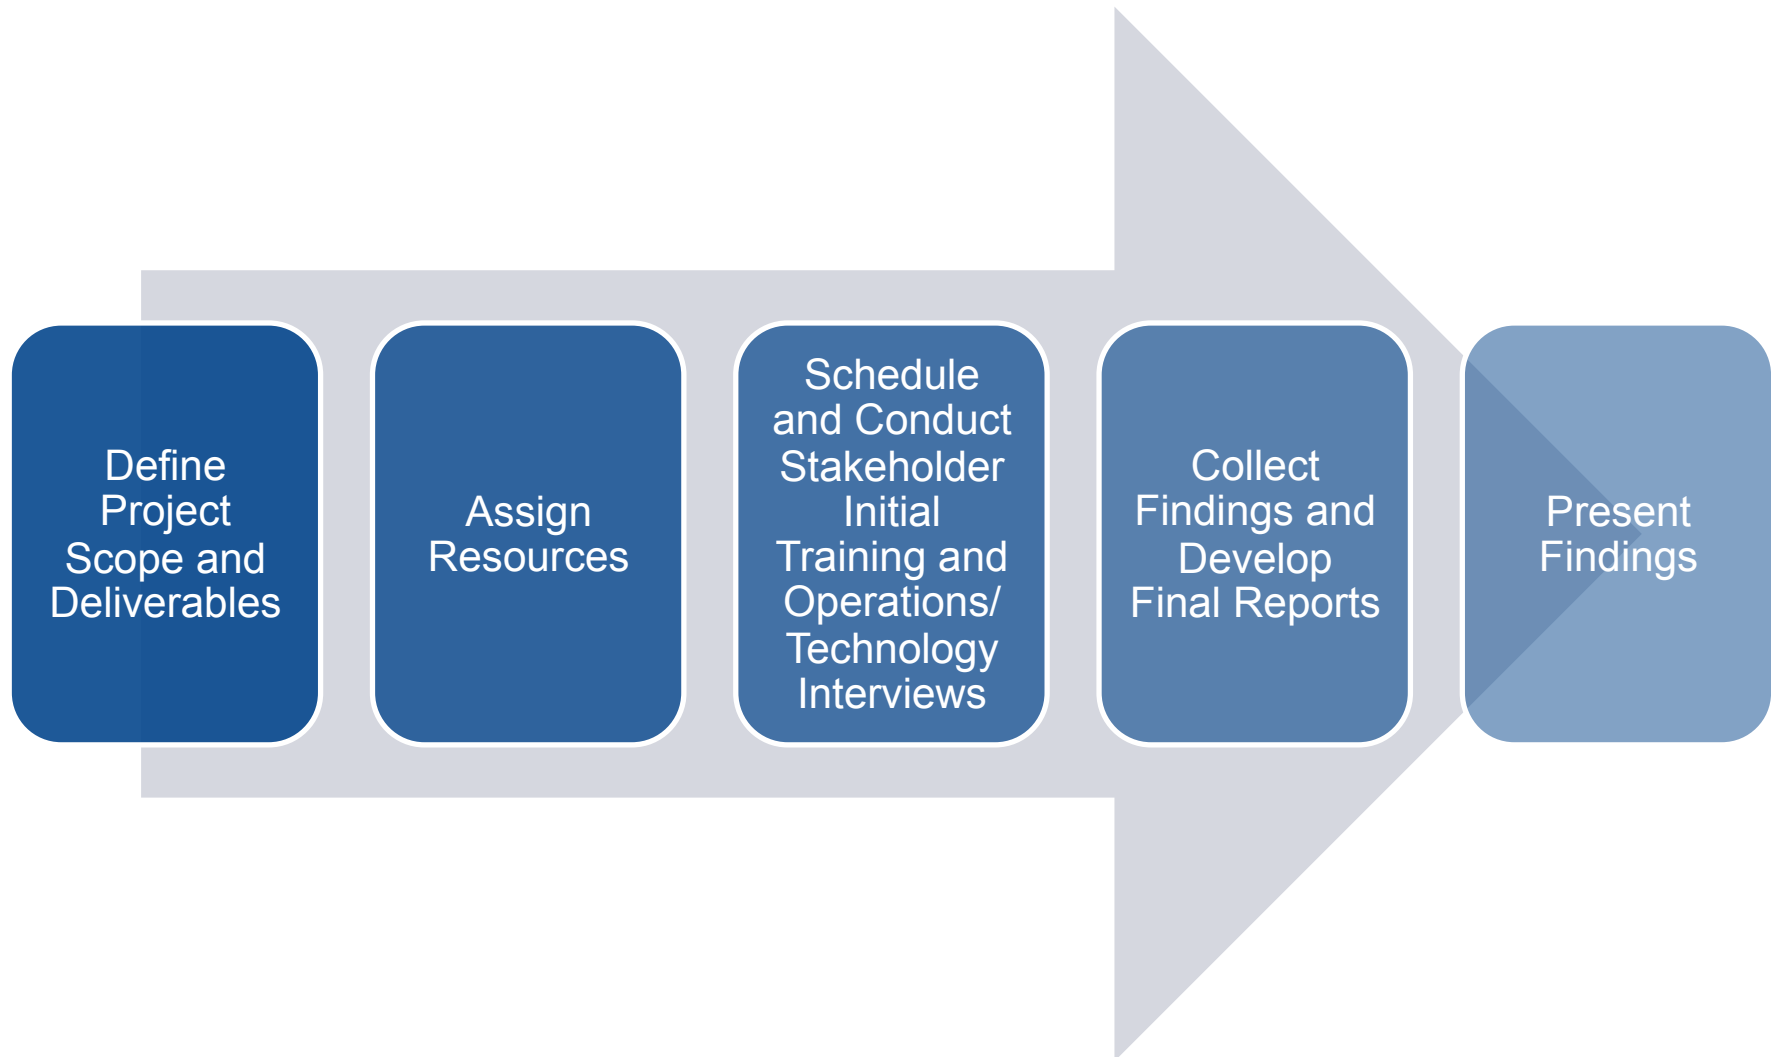 Define
Project
Scope and
Deliverables
Assign
Resources
Schedule
and Conduct
Stakeholder
Initial
Training and
Operations/
Technology
Interviews
Collect
Findings and
Develop
Final Reports
Present
Findings